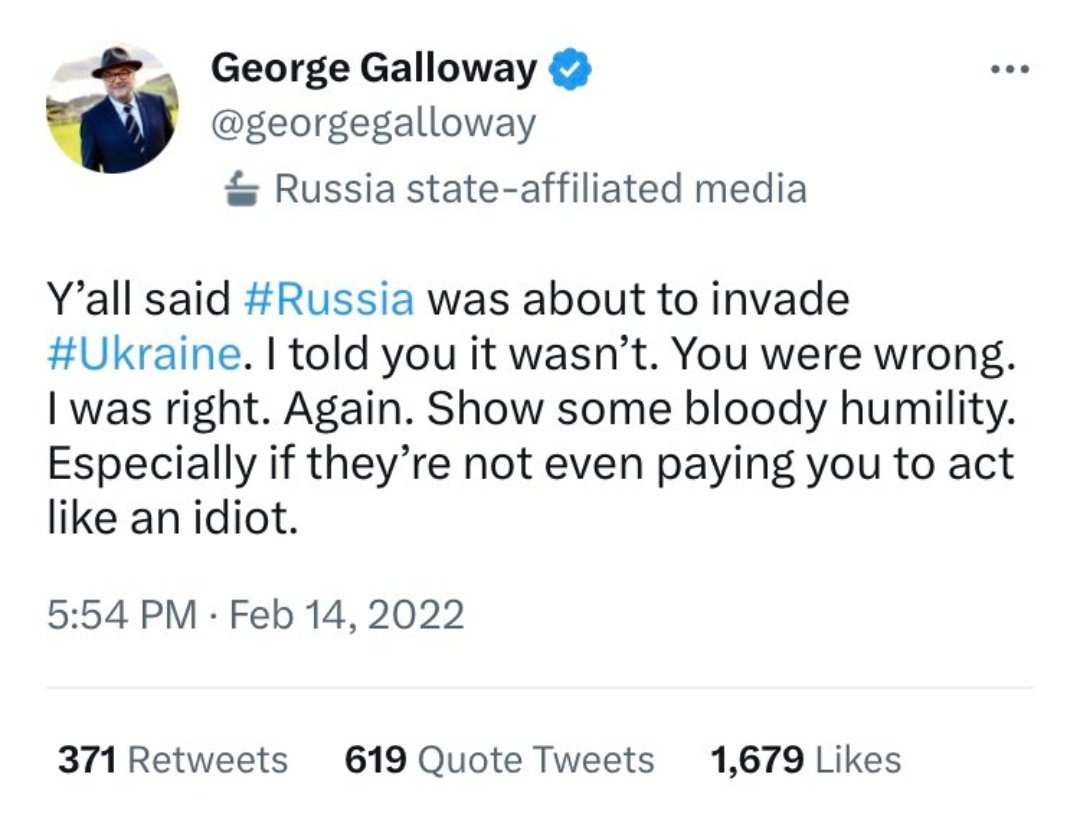 George Galloway
@georgegalloway
Russia state-affiliated media
Y’all said #Russia was about to invade
#Ukraine. I told you it wasn’t. You were wrong.
I was right. Again. Show some bloody humility.
Especially if they’re not even paying you to act
like an idiot.
5:54 PM · Feb 14, 2022
371 Retweets 619 Quote Tweets 1,679 Likes